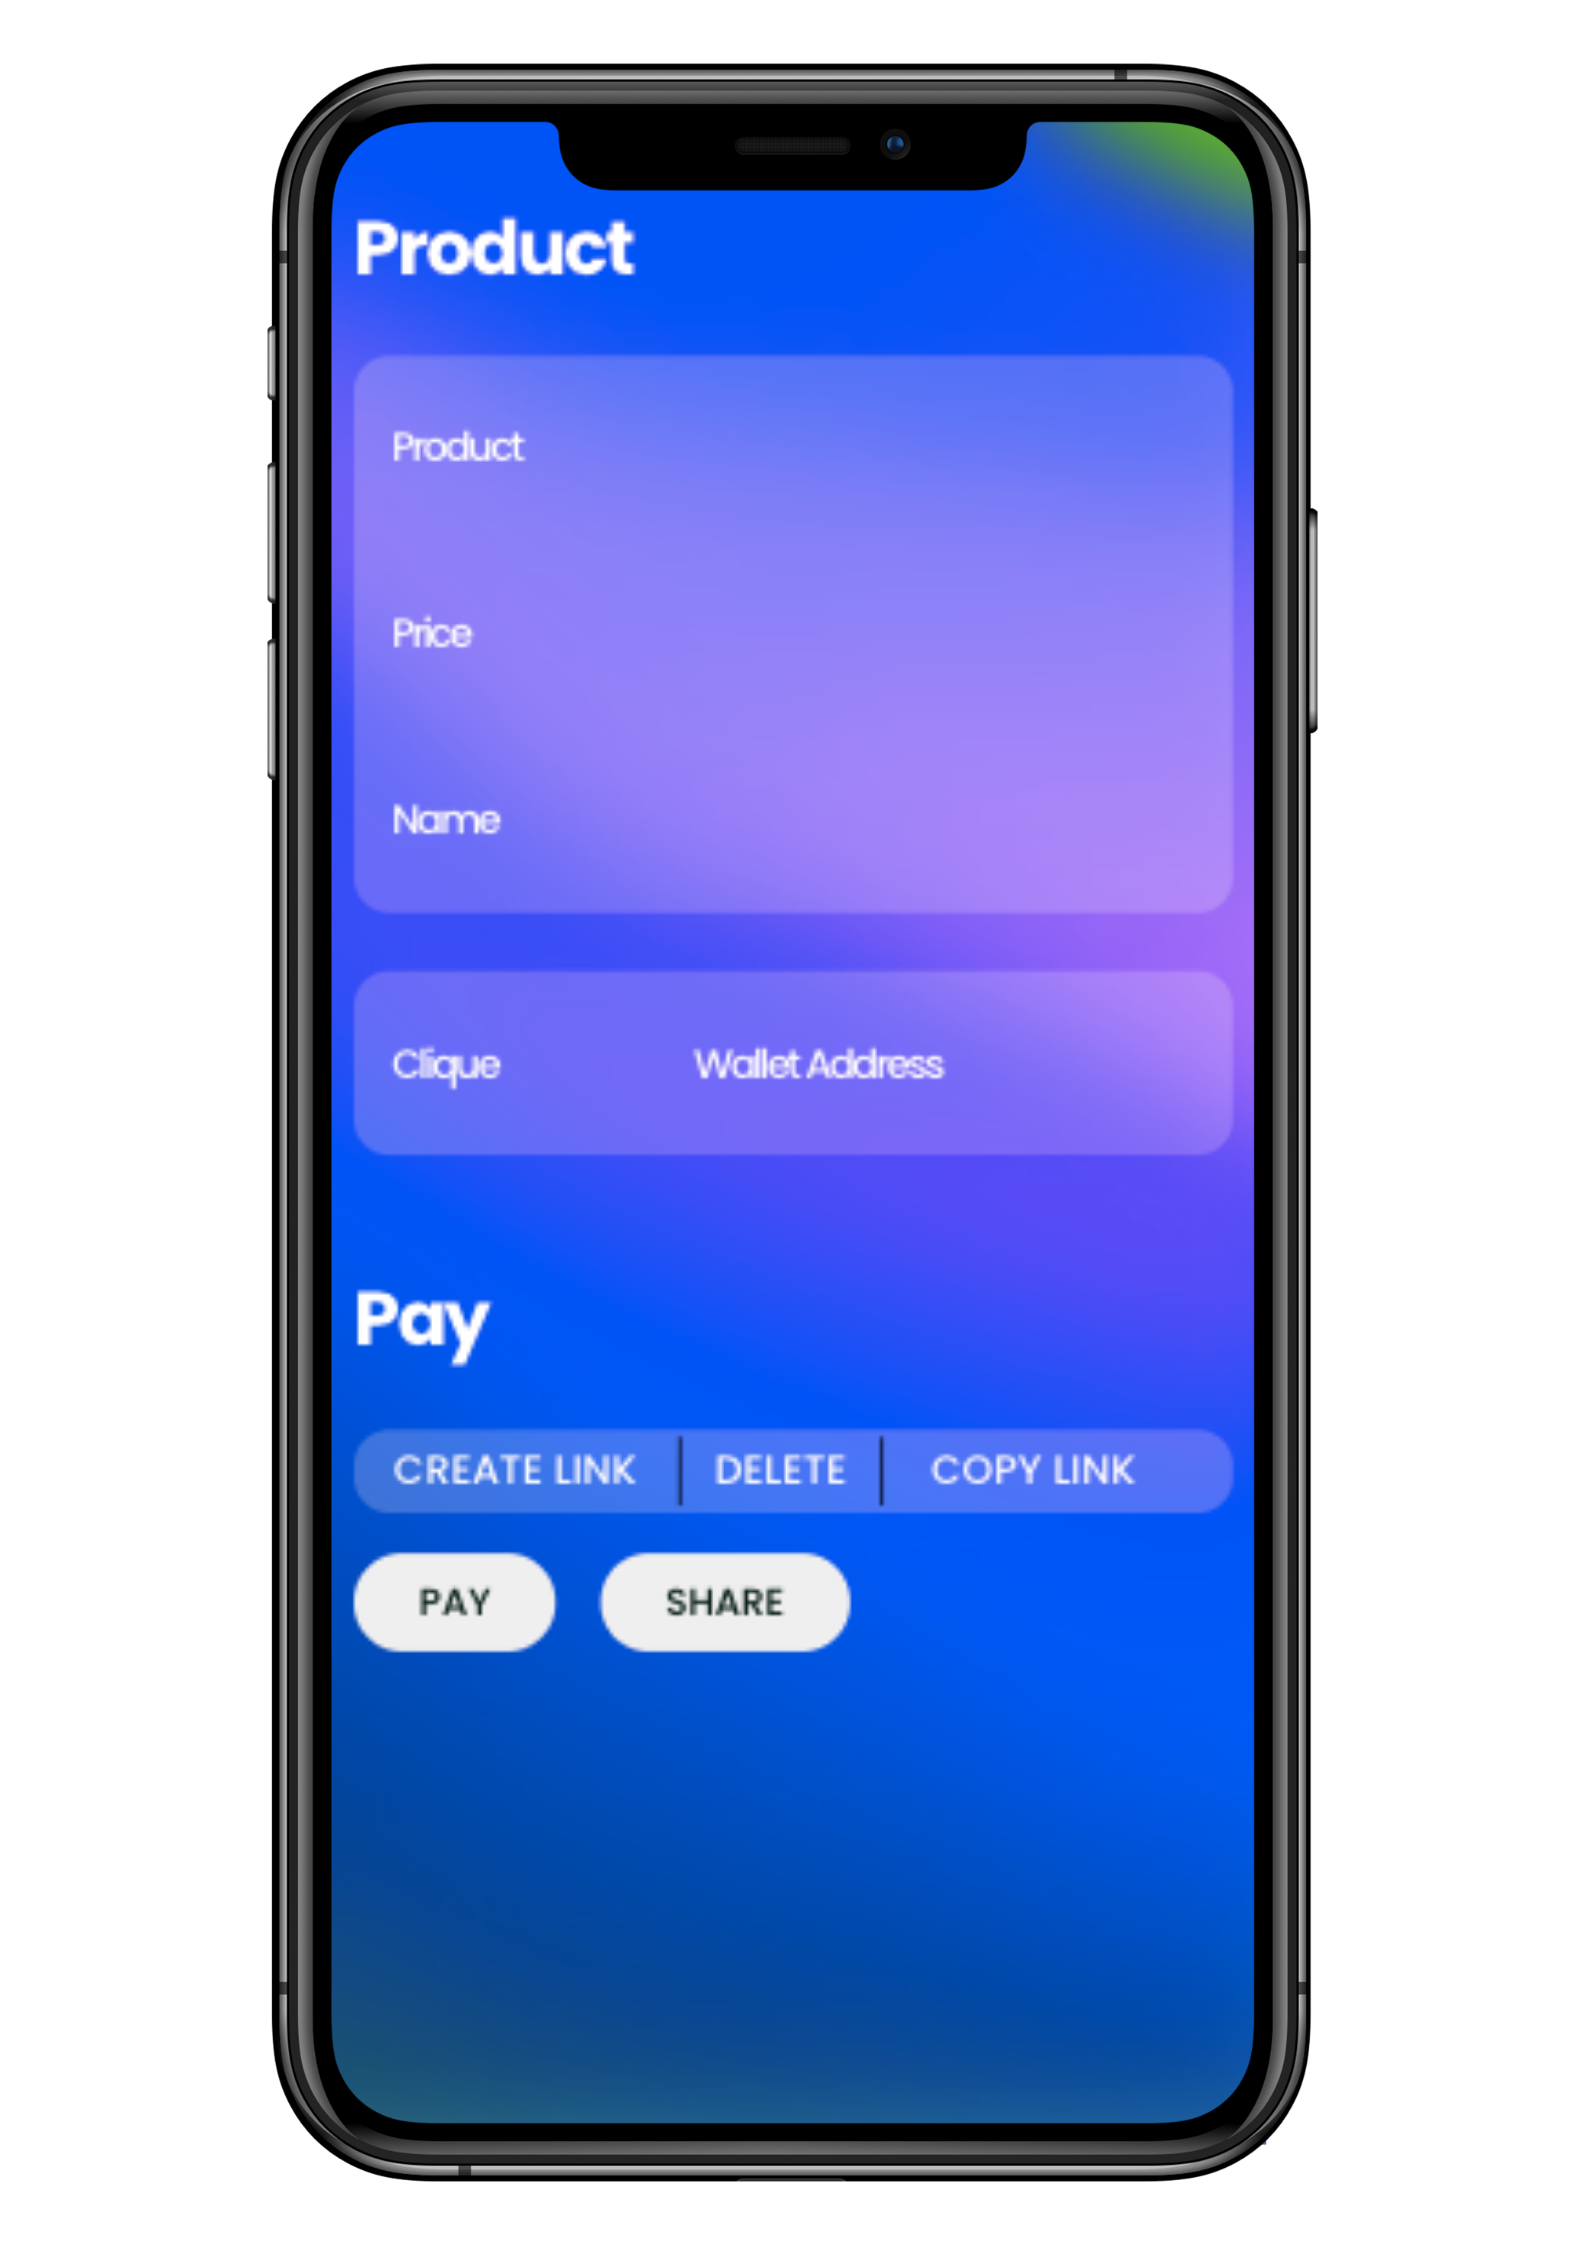 Product
Product
Price
Name
Clique Wallet Address
Pay
CREATE LINK DELETE COPY LINK
PAY SHARE